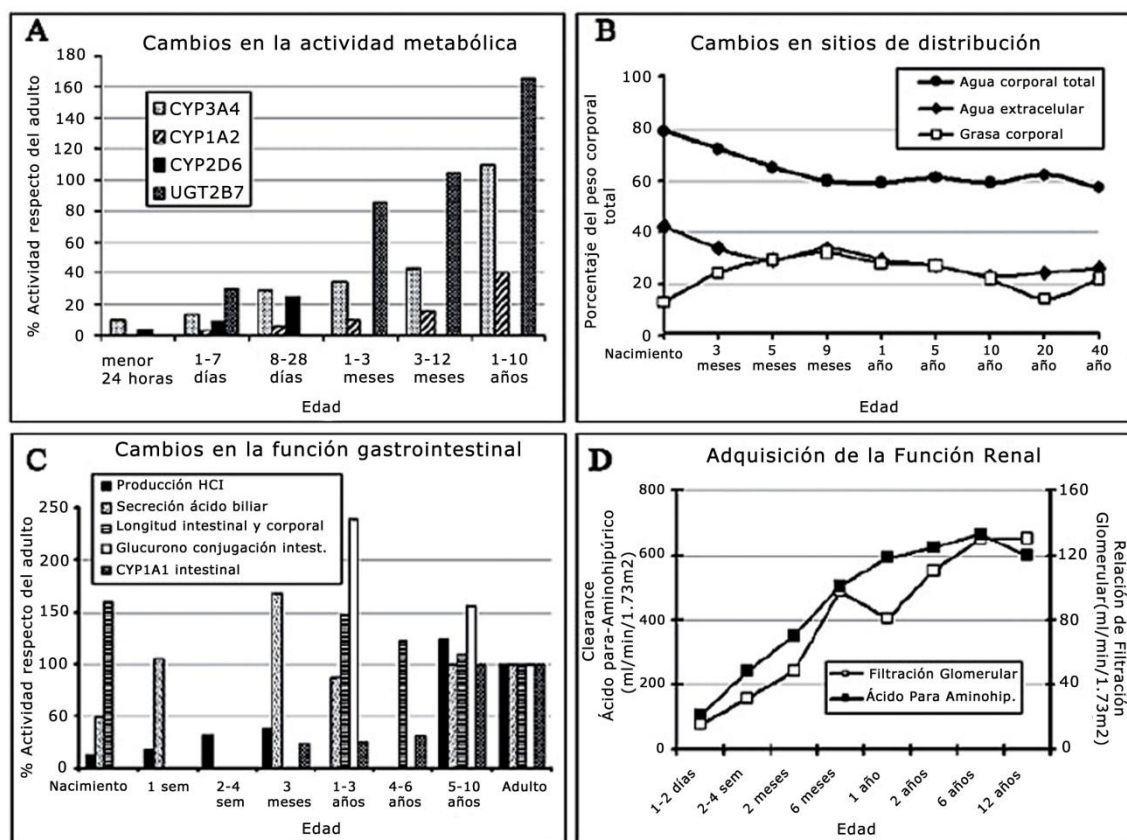 A
Cambios en la actividad metabólica
% Actividad respecto del adulto
180
160
140
120
100
80
60
40
20
0
CYP3A4
CYP1A2
CYP2D6
UGT2B7
menor
24 horas
1-7
días
8-28
días
1-3
meses
3-12
meses
1-10
años
Edad
B
Cambios en sitios de distribución
Porcentaje del peso corporal
total
100
80
60
40
20
0
Agua corporal total
Agua extracelular
Grasa corporal
Nacimiento
3
meses
5
meses
9
meses
1
año
5
años
10
años
20
años
40
años
Edad
C
Cambios en la función gastrointestinal
% Actividad respecto del adulto
250
200
150
100
50
0
Producción HCI
Secreción ácido biliar
Longitud intestinal y corporal
Glucurono conjugación intest.
CYP1A1 intestinal
Nacimiento
1 sem
2-4
sem
3
meses
1-3
años
4-6
años
5-10
años
Adulto
Edad
D
Adquisición de la Función Renal
Clearance
Ácido para-Aminohipúrico
(ml/min/1.73m2)
800
600
400
200
0
Filtración Glomerular
Ácido Para Aminohip.
160
120
80
40
0
Relación de Filtración
Glomerular(ml/min/1.73m2)
1-2 días
2-4 sem
2 meses
6 meses
1 año
2 años
6 años
12 años
Edad